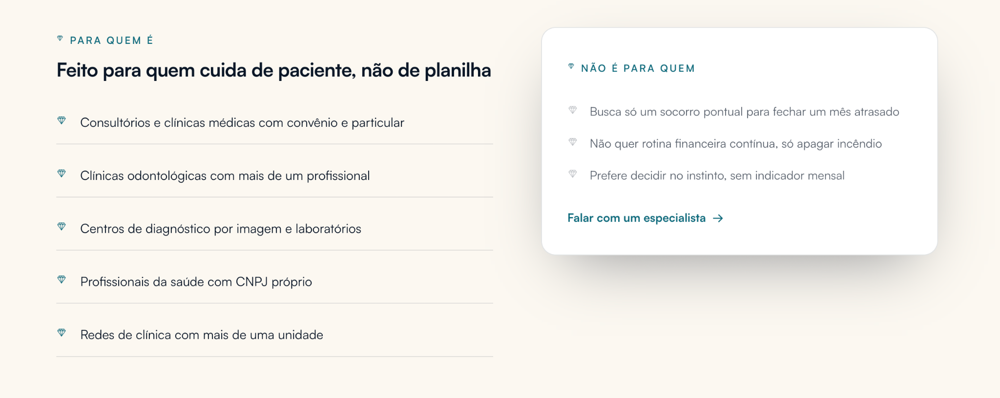 PARA QUEM É
Feito para quem cuida de paciente, não de planilha
Consultórios e clínicas médicas com convênio e particular
Clínicas odontológicas com mais de um profissional
Centros de diagnóstico por imagem e laboratórios
Profissionais da saúde com CNPJ próprio
Redes de clínica com mais de uma unidade
NÃO É PARA QUEM
Busca só um socorro pontual para fechar um mês atrasado
Não quer rotina financeira contínua, só apagar incêndio
Prefere decidir no instinto, sem indicador mensal
Falar com um especialista →